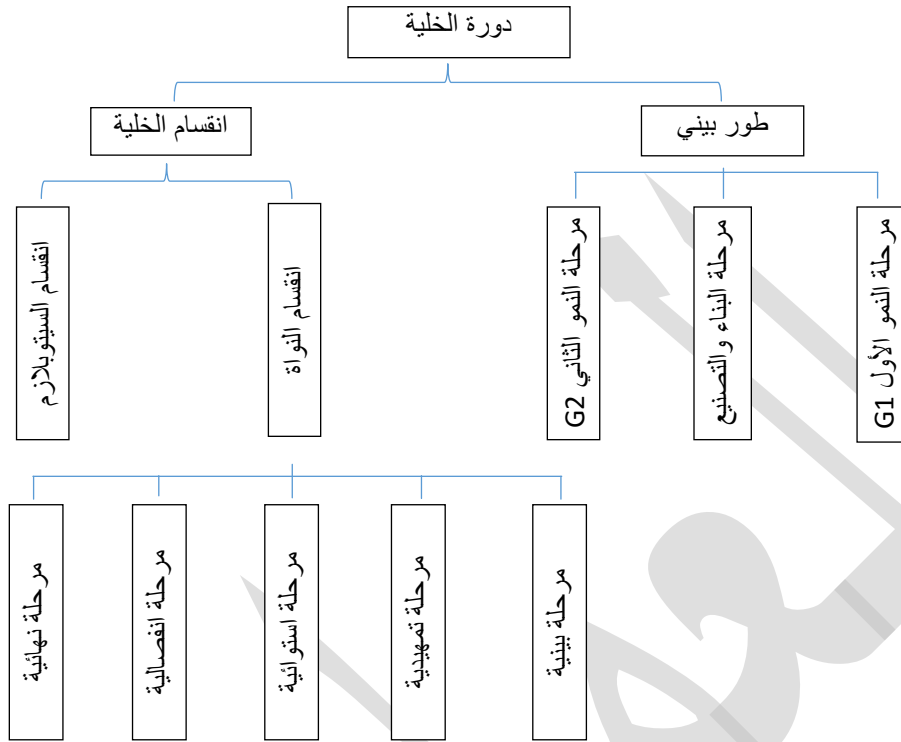 دورة الخلية
طور بيني
انقسام الخلية
مرحلة النمو الأول G1
مرحلة البناء والتصنيع
مرحلة النمو الثاني G2
انقسام النواة
انقسام السيتوبلازم
مرحلة بينية
مرحلة تمهيدية
مرحلة استوائية
مرحلة انفصالية
مرحلة نهائية